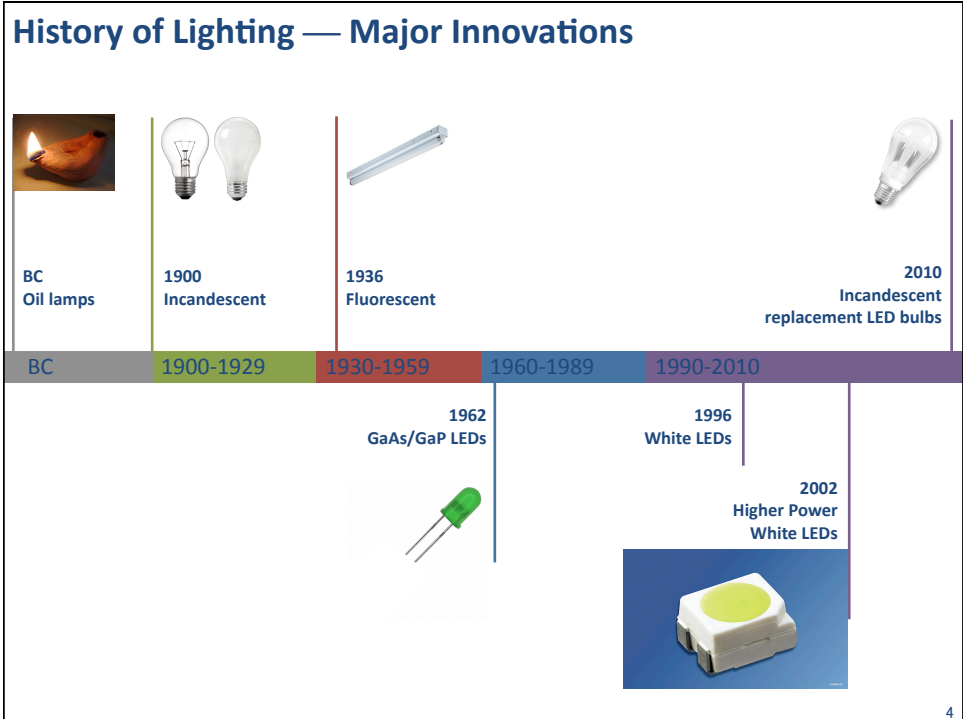 History of Lighting — Major Innovations
BC
Oil lamps
1900
Incandescent
1936
Fluorescent
2010
Incandescent
replacement LED bulbs
BC
1900-1929
1930-1959
1960-1989
1990-2010
1962
GaAs/GaP LEDs
1996
White LEDs
2002
Higher Power
White LEDs
4